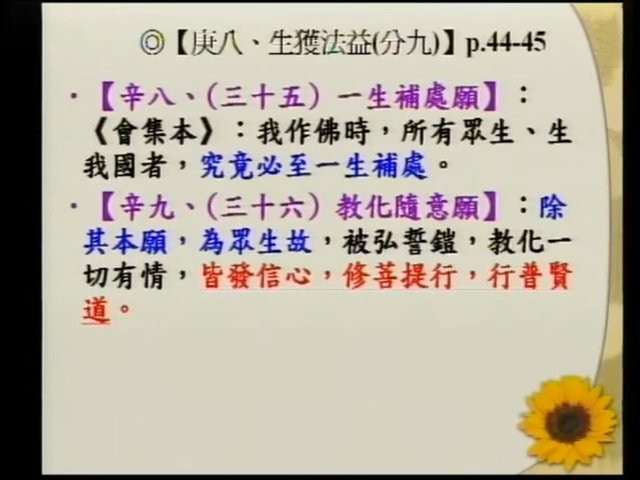 ◎【庚八、生獲法益(分九)】p.44-45
·【辛八、(三十五) 一生補處願】：
《會集本》：我作佛時，所有眾生、生
我國者，究竟必至一生補處。
·【辛九、(三十六) 教化隨意願】：除
其本願，為眾生故，被弘誓鎧，教化一
切有情，皆發信心，修菩提行，行普賢
道。